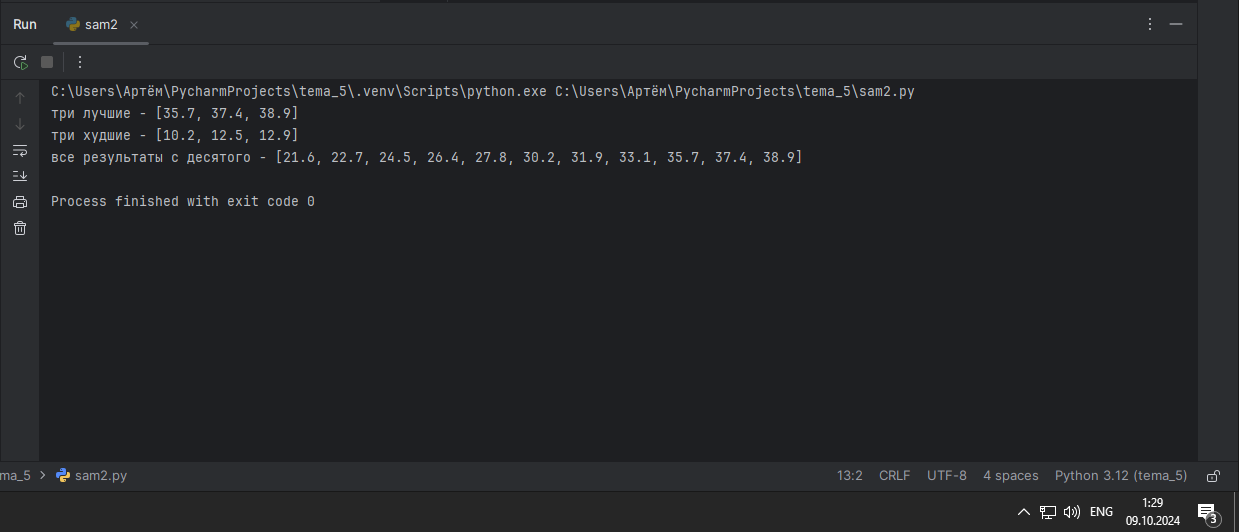 Run sam2
C:\Users\Артём\PycharmProjects\tema_5\.venv\Scripts\python.exe C:\Users\Артём\PycharmProjects\tema_5\sam2.py
три лучшие - [35.7, 37.4, 38.9]
три худшие - [10.2, 12.5, 12.9]
все результаты с десятого - [21.6, 22.7, 24.5, 26.4, 27.8, 30.2, 31.9, 33.1, 35.7, 37.4, 38.9]
Process finished with exit code 0
ma_5 > sam2.py 13:2 CRLF UTF-8 4 spaces Python 3.12 (tema_5)
ENG 1:29
09.10.2024 3